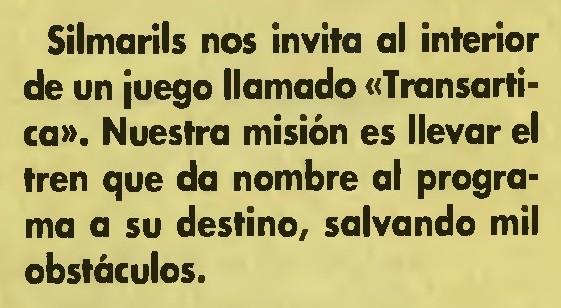 Silmarils nos invita al interior
de un juego llamado «Transarti-
ca». Nuestra misión es llevar el
tren que da nombre al progra-
ma a su destino, salvando mil
obstáculos.